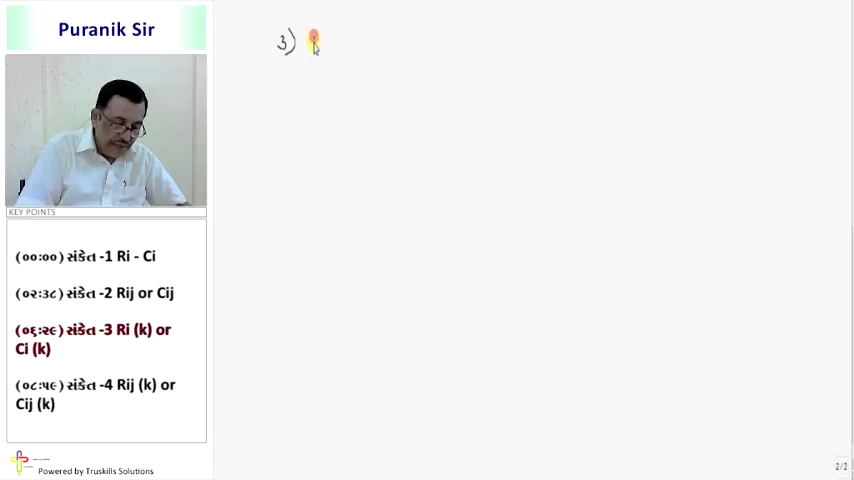 Puranik Sir
3)
KEY POINTS
(૦૦:૦૦) સંકેત -1 Ri - Ci
(૦૨:૩૮) સંકેત -2 Rij or Cij
(૦૬:૨૯) સંકેત -3 Ri (k) or
Ci (k)
(૦૮:૫૯) સંકેત -4 Rij (k) or
Cij (k)
Powered by Truskills Solutions
2/2